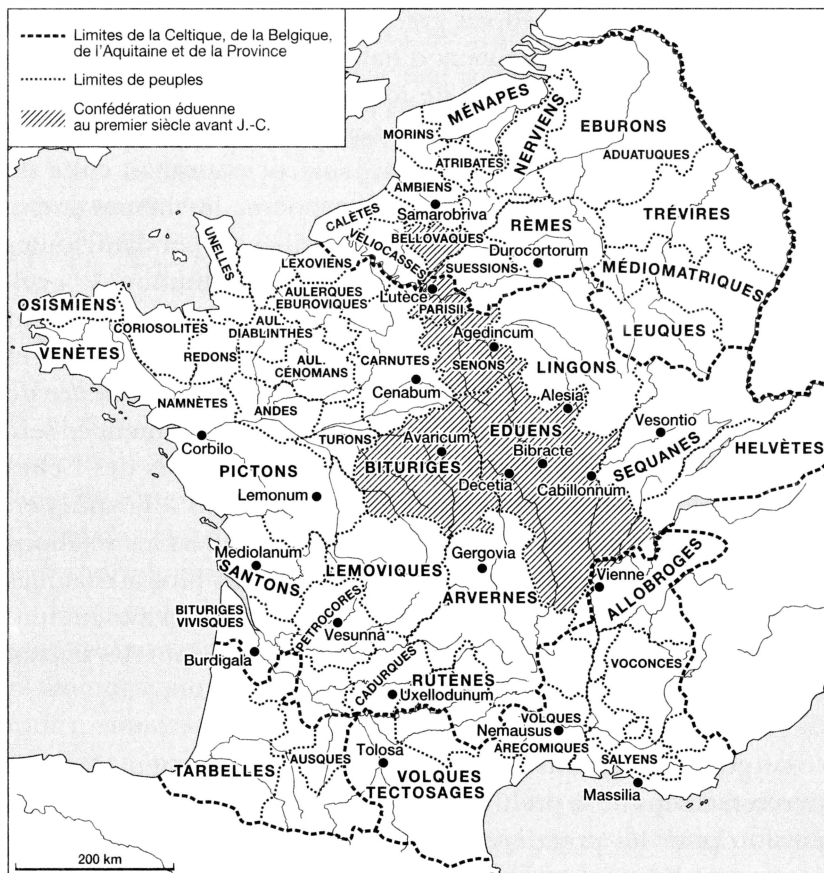 Limites de la Celtique, de la Belgique,
de l'Aquitaine et de la Province
Limites de peuples
Confédération éduenne
au premier siècle avant J.-C.
MÉNAPES
MORINS
NERVIENS
EBURONS
ATRIBATES
ADUATUQUES
AMBIENS
Samarobriva
CALÈTES
RÈMES
TRÉVIRES
UNELLES
VÉLIOCASSES
BELLOVAQUES
Durocortorum
LEXOVIENS
SUESSIONS
MÉDIOMATRIQUES
AULERQUES
EBUROVIQUES
Lutèce
OSISMIENS
PARISII
CORIOSOLITES
AUL.
DIABLINTHES
Agedincum
LEUQUES
VENÈTES
REDONS
AUL.
CÉNOMANS
CARNUTES
SENONS
LINGONS
Cenabum
Alesia
NAMNÈTES
ANDES
Vesontio
Corbilo
TURONS
Avaricum
EDUENS
Bibracte
SEQUANES
HELVÈTES
PICTONS
BITURIGES
Lemonum
Decetia
Cabillonnum
Mediolanum
SANTONS
LEMOVIQUES
Gergovia
Vienne
ALLOBROGES
ARVERNES
BITURIGES
VIVISQUES
PETROCORES
Vesunna
Burdigala
VOCONCES
CADURQUES
RUTÈNES
Uxellodunum
Nemausus
VOLQUES
ARÉCOMIQUES
TARBELLES
AUSQUES
Tolosa
VOLQUES
TECTOSAGES
SALYENS
Massilia
200 km